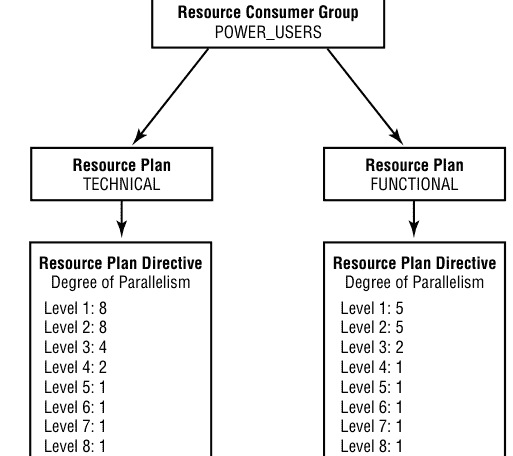 Resource Consumer Group
POWER_USERS
Resource Plan
TECHNICAL
Resource Plan
FUNCTIONAL
Resource Plan Directive
Degree of Parallelism
Level 1: 8
Level 2: 8
Level 3: 4
Level 4: 2
Level 5: 1
Level 6: 1
Level 7: 1
Level 8: 1
Resource Plan Directive
Degree of Parallelism
Level 1: 5
Level 2: 5
Level 3: 2
Level 4: 1
Level 5: 1
Level 6: 1
Level 7: 1
Level 8: 1